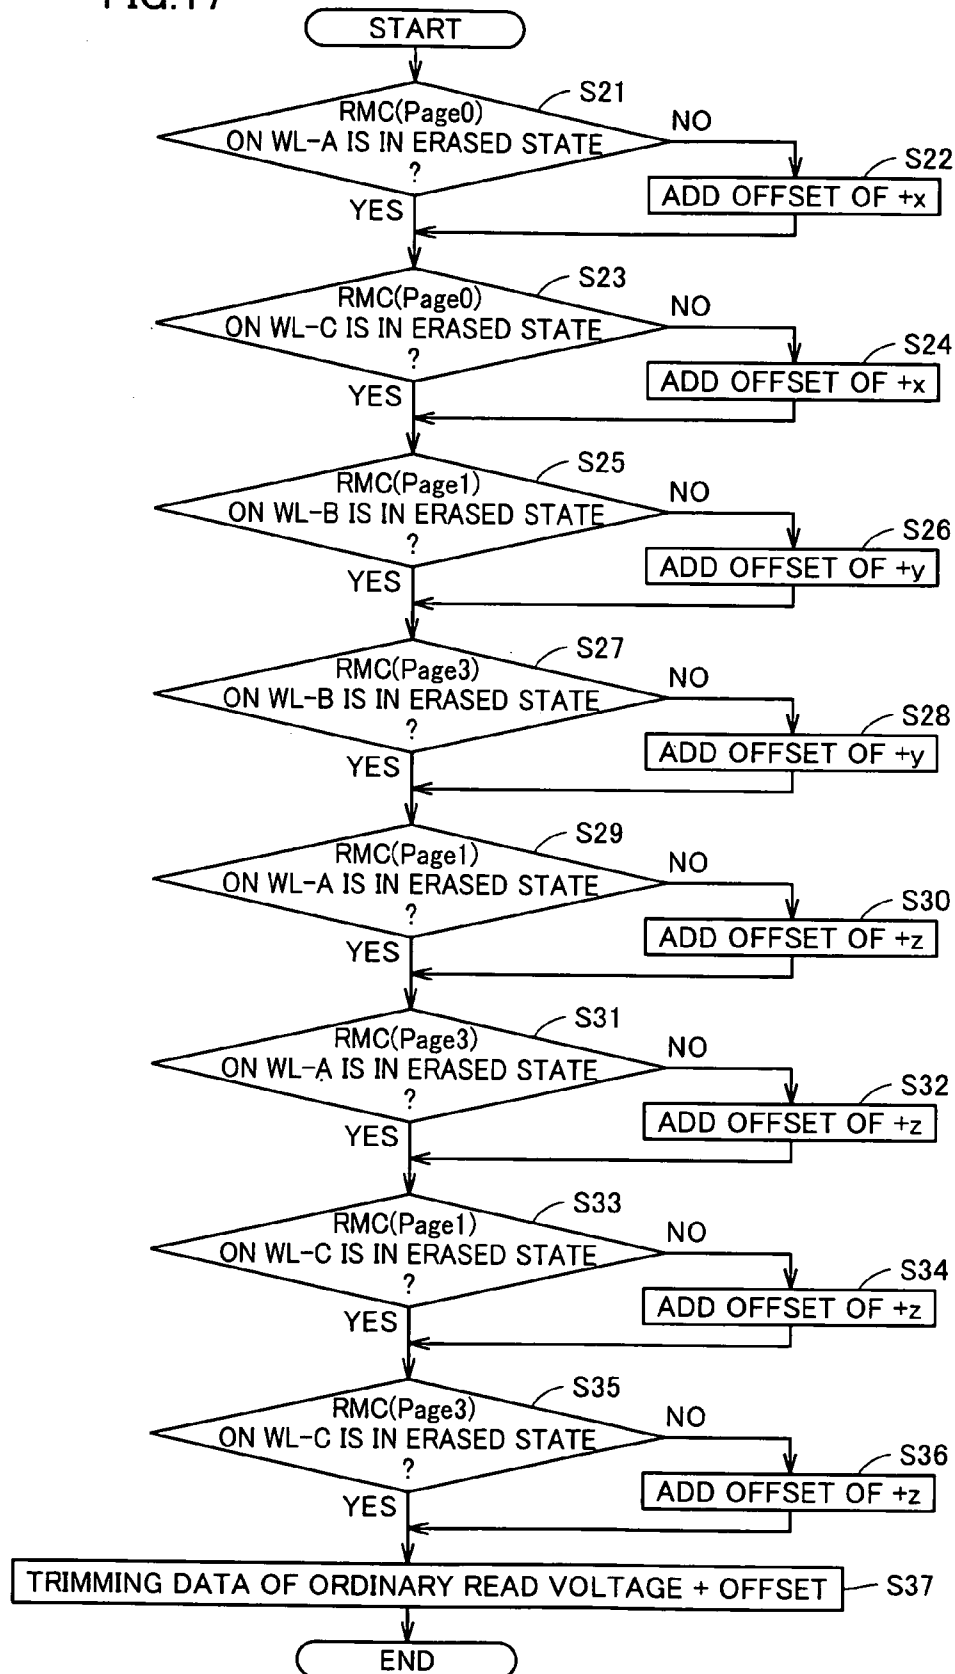 FIG.17
START
S21
RMC(Page0)
ON WL-A IS IN ERASED STATE
?
NO
S22
ADD OFFSET OF +x
YES
S23
RMC(Page0)
ON WL-C IS IN ERASED STATE
?
NO
S24
ADD OFFSET OF +x
YES
S25
RMC(Page1)
ON WL-B IS IN ERASED STATE
?
NO
S26
ADD OFFSET OF +y
YES
S27
RMC(Page3)
ON WL-B IS IN ERASED STATE
?
NO
S28
ADD OFFSET OF +y
YES
S29
RMC(Page1)
ON WL-A IS IN ERASED STATE
?
NO
S30
ADD OFFSET OF +z
YES
S31
RMC(Page3)
ON WL-A IS IN ERASED STATE
?
NO
S32
ADD OFFSET OF +z
YES
S33
RMC(Page1)
ON WL-C IS IN ERASED STATE
?
NO
S34
ADD OFFSET OF +z
YES
S35
RMC(Page3)
ON WL-C IS IN ERASED STATE
?
NO
S36
ADD OFFSET OF +z
YES
TRIMMING DATA OF ORDINARY READ VOLTAGE + OFFSET
S37
END